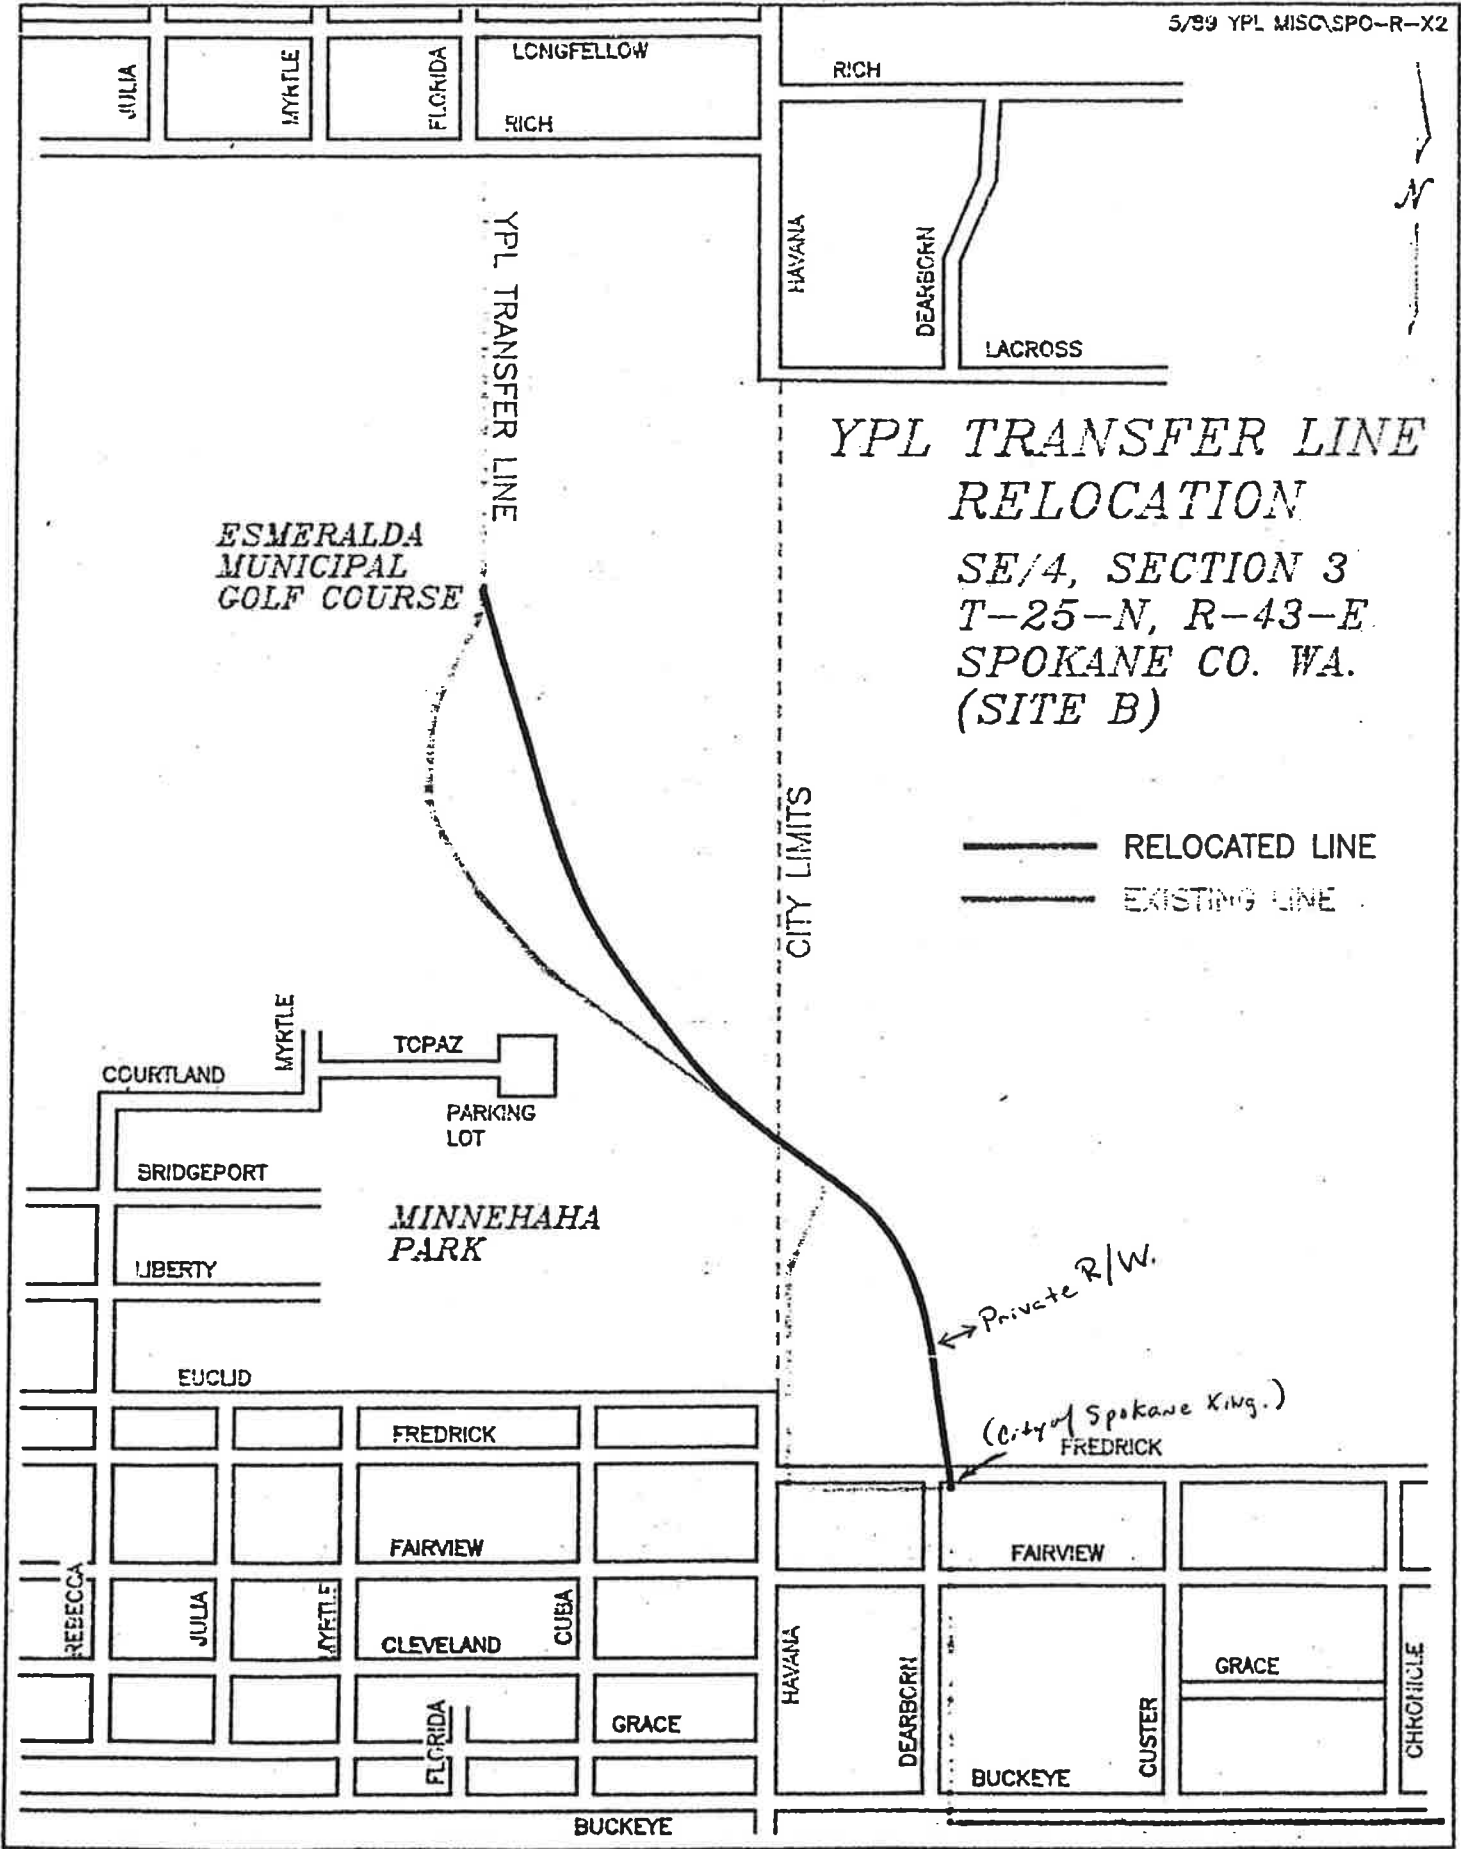 5/89 YPL MISC\SPO-R-X2
LONGFELLOW
RICH
JULIA
MYRTLE
FLORIDA
RICH
N
HAVANA
DEARBORN
LACROSS
YPL TRANSFER LINE
YPL TRANSFER LINE
RELOCATION
SE/4, SECTION 3
T-25-N, R-43-E
SPOKANE CO. WA.
(SITE B)
ESMERALDA
MUNICIPAL
GOLF COURSE
CITY LIMITS
RELOCATED LINE
EXISTING LINE
MYRTLE
TOPAZ
COURTLAND
PARKING
LOT
BRIDGEPORT
MINNEHAHA
PARK
LIBERTY
Private R/W.
EUCLID
(City of Spokane Xing.)
FREDRICK
FREDRICK
FAIRVIEW
FAIRVIEW
REBECCA
JULIA
MYRTLE
CUBA
CLEVELAND
HAVANA
DEARBORN
CUSTER
GRACE
CHRONICLE
FLORIDA
GRACE
BUCKEYE
BUCKEYE